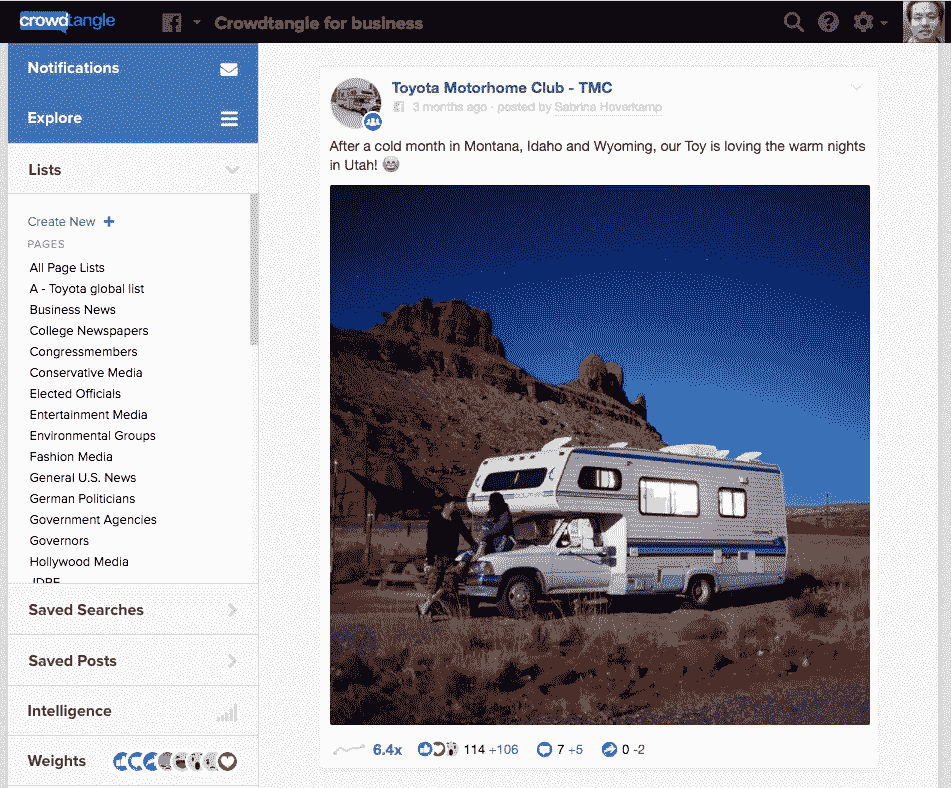 crowdtangle
Crowdtangle for business
Notifications
Explore
Lists
Create New +
PAGES
All Page Lists
A - Toyota global list
Business News
College Newspapers
Congressmembers
Conservative Media
Elected Officials
Entertainment Media
Environmental Groups
Fashion Media
General U.S. News
German Politicians
Government Agencies
Governors
Hollywood Media
Saved Searches
Saved Posts
Intelligence
Weights
Toyota Motorhome Club - TMC
3 months ago · posted by Sabrina Hoverkamp
After a cold month in Montana, Idaho and Wyoming, our Toy is loving the warm nights
in Utah!
6.4x 114 +106 7 +5 0 -2